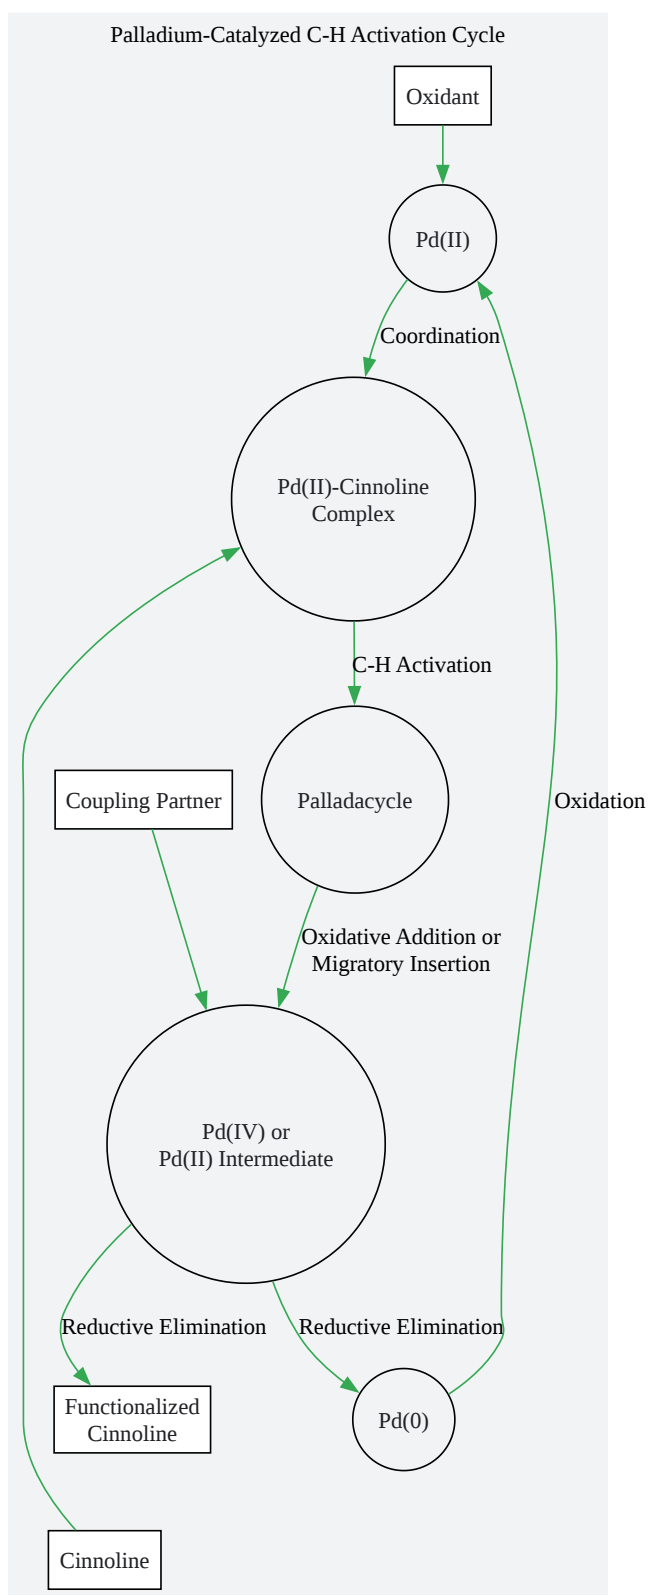 Palladium-Catalyzed C-H Activation Cycle
Oxidant
Pd(II)
Coordination
Pd(II)-Cinnoline
Complex
C-H Activation
Coupling Partner
Palladacycle
Oxidation
Oxidative Addition or
Migratory Insertion
Pd(IV) or
Pd(II) Intermediate
Reductive Elimination
Reductive Elimination
Functionalized
Cinnoline
Pd(0)
Cinnoline